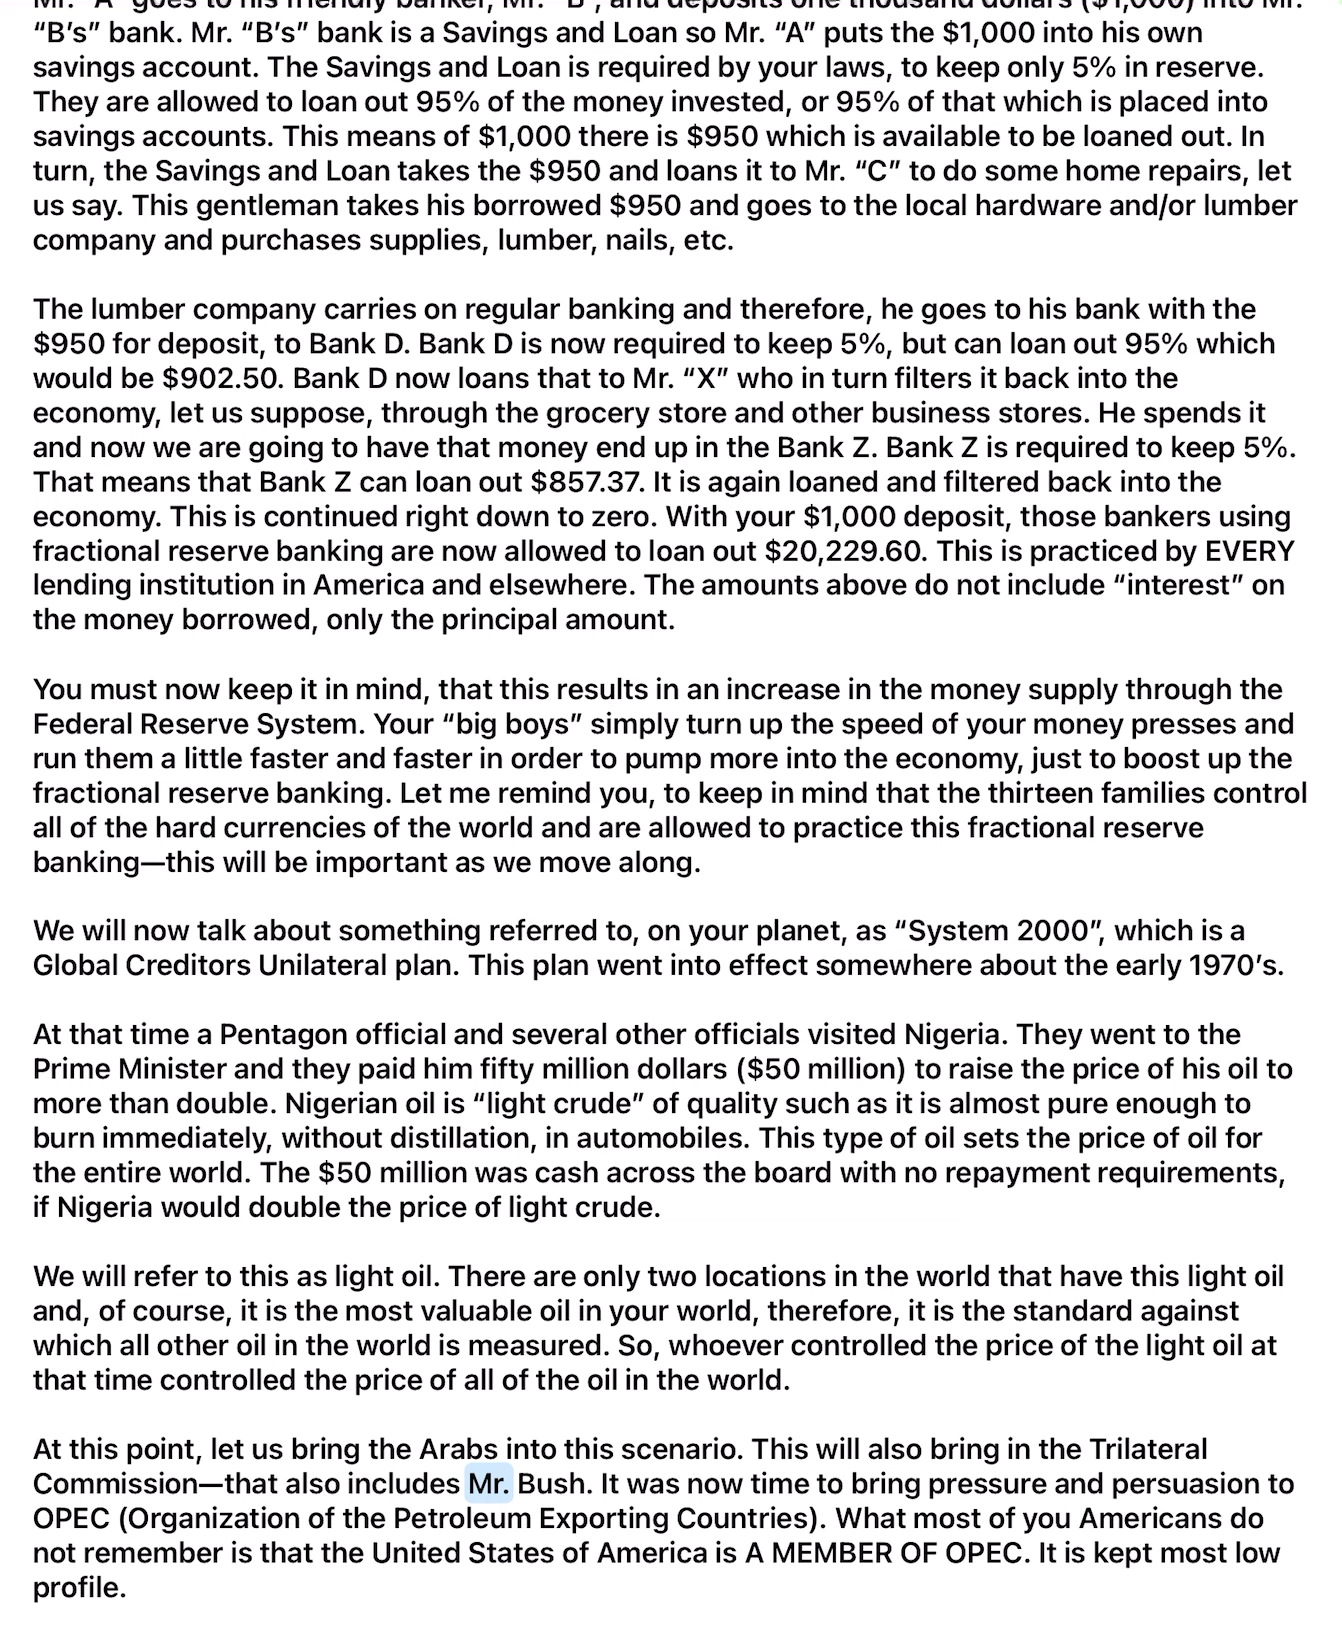 Mr. "A" goes to his friendly banker, Mr. "B", and deposits one thousand dollars ($1,000) into Mr.
“B’s” bank. Mr. “B’s” bank is a Savings and Loan so Mr. “A” puts the $1,000 into his own
savings account. The Savings and Loan is required by your laws, to keep only 5% in reserve.
They are allowed to loan out 95% of the money invested, or 95% of that which is placed into
savings accounts. This means of $1,000 there is $950 which is available to be loaned out. In
turn, the Savings and Loan takes the $950 and loans it to Mr. “C” to do some home repairs, let
us say. This gentleman takes his borrowed $950 and goes to the local hardware and/or lumber
company and purchases supplies, lumber, nails, etc.
The lumber company carries on regular banking and therefore, he goes to his bank with the
$950 for deposit, to Bank D. Bank D is now required to keep 5%, but can loan out 95% which
would be $902.50. Bank D now loans that to Mr. “X” who in turn filters it back into the
economy, let us suppose, through the grocery store and other business stores. He spends it
and now we are going to have that money end up in the Bank Z. Bank Z is required to keep 5%.
That means that Bank Z can loan out $857.37. It is again loaned and filtered back into the
economy. This is continued right down to zero. With your $1,000 deposit, those bankers using
fractional reserve banking are now allowed to loan out $20,229.60. This is practiced by EVERY
lending institution in America and elsewhere. The amounts above do not include “interest” on
the money borrowed, only the principal amount.
You must now keep it in mind, that this results in an increase in the money supply through the
Federal Reserve System. Your “big boys” simply turn up the speed of your money presses and
run them a little faster and faster in order to pump more into the economy, just to boost up the
fractional reserve banking. Let me remind you, to keep in mind that the thirteen families control
all of the hard currencies of the world and are allowed to practice this fractional reserve
banking—this will be important as we move along.
We will now talk about something referred to, on your planet, as “System 2000”, which is a
Global Creditors Unilateral plan. This plan went into effect somewhere about the early 1970’s.
At that time a Pentagon official and several other officials visited Nigeria. They went to the
Prime Minister and they paid him fifty million dollars ($50 million) to raise the price of his oil to
more than double. Nigerian oil is “light crude” of quality such as it is almost pure enough to
burn immediately, without distillation, in automobiles. This type of oil sets the price of oil for
the entire world. The $50 million was cash across the board with no repayment requirements,
if Nigeria would double the price of light crude.
We will refer to this as light oil. There are only two locations in the world that have this light oil
and, of course, it is the most valuable oil in your world, therefore, it is the standard against
which all other oil in the world is measured. So, whoever controlled the price of the light oil at
that time controlled the price of all of the oil in the world.
At this point, let us bring the Arabs into this scenario. This will also bring in the Trilateral
Commission—that also includes Mr. Bush. It was now time to bring pressure and persuasion to
OPEC (Organization of the Petroleum Exporting Countries). What most of you Americans do
not remember is that the United States of America is A MEMBER OF OPEC. It is kept most low
profile.